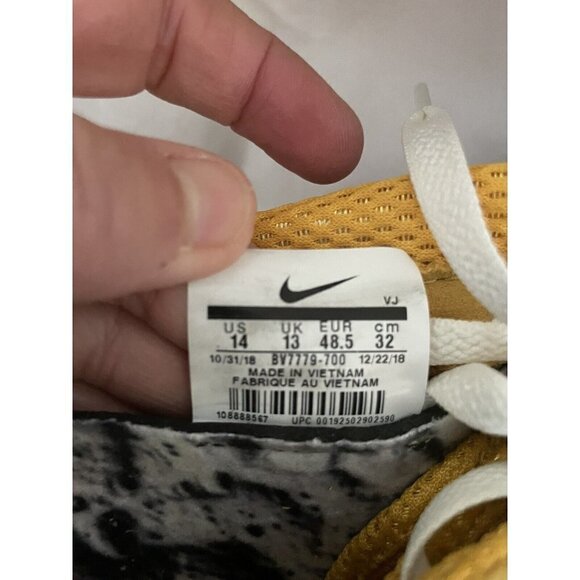 VJ
US UK EUR cm
14 13 48.5 32
10/31/18 BV7779-700 12/22/18
MADE IN VIETNAM
FABRIQUE AU VIETNAM
108888567 UPC 00192502902590